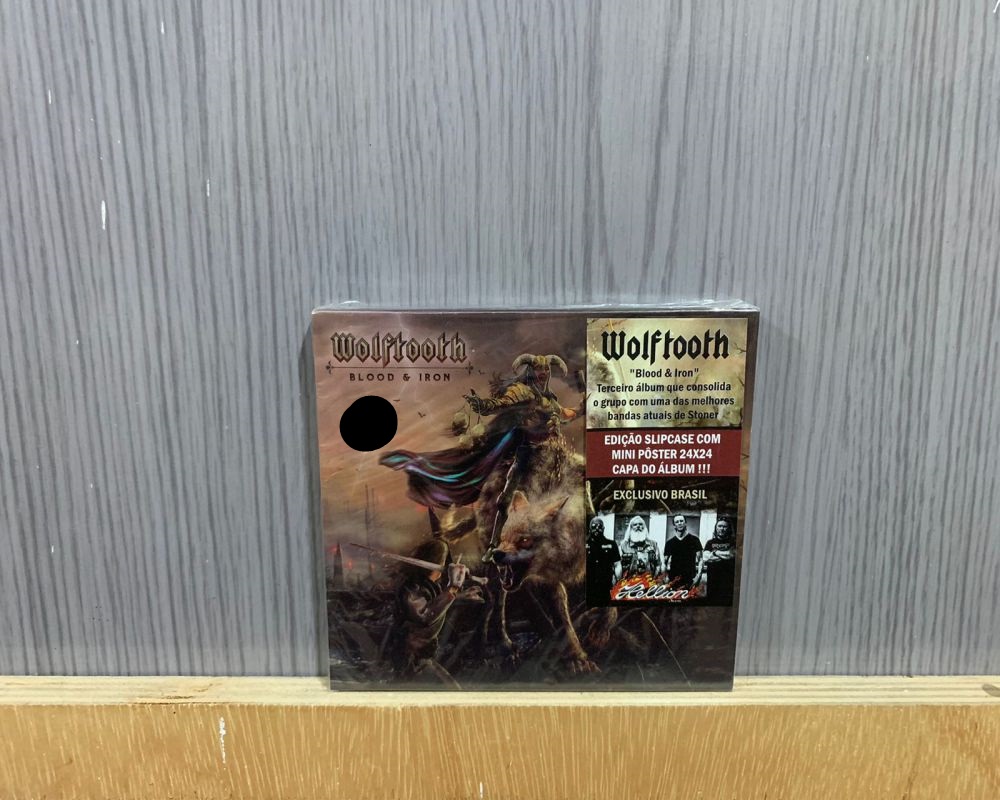 Wolftooth
BLOOD & IRON
Wolftooth
"Blood & Iron"
Terceiro álbum que consolida
o grupo com uma das melhores
bandas atuais de Stoner
EDIÇÃO SLIPCASE COM
MINI PÔSTER 24X24
CAPA DO ÁLBUM !!!
EXCLUSIVO BRASIL
Hellion